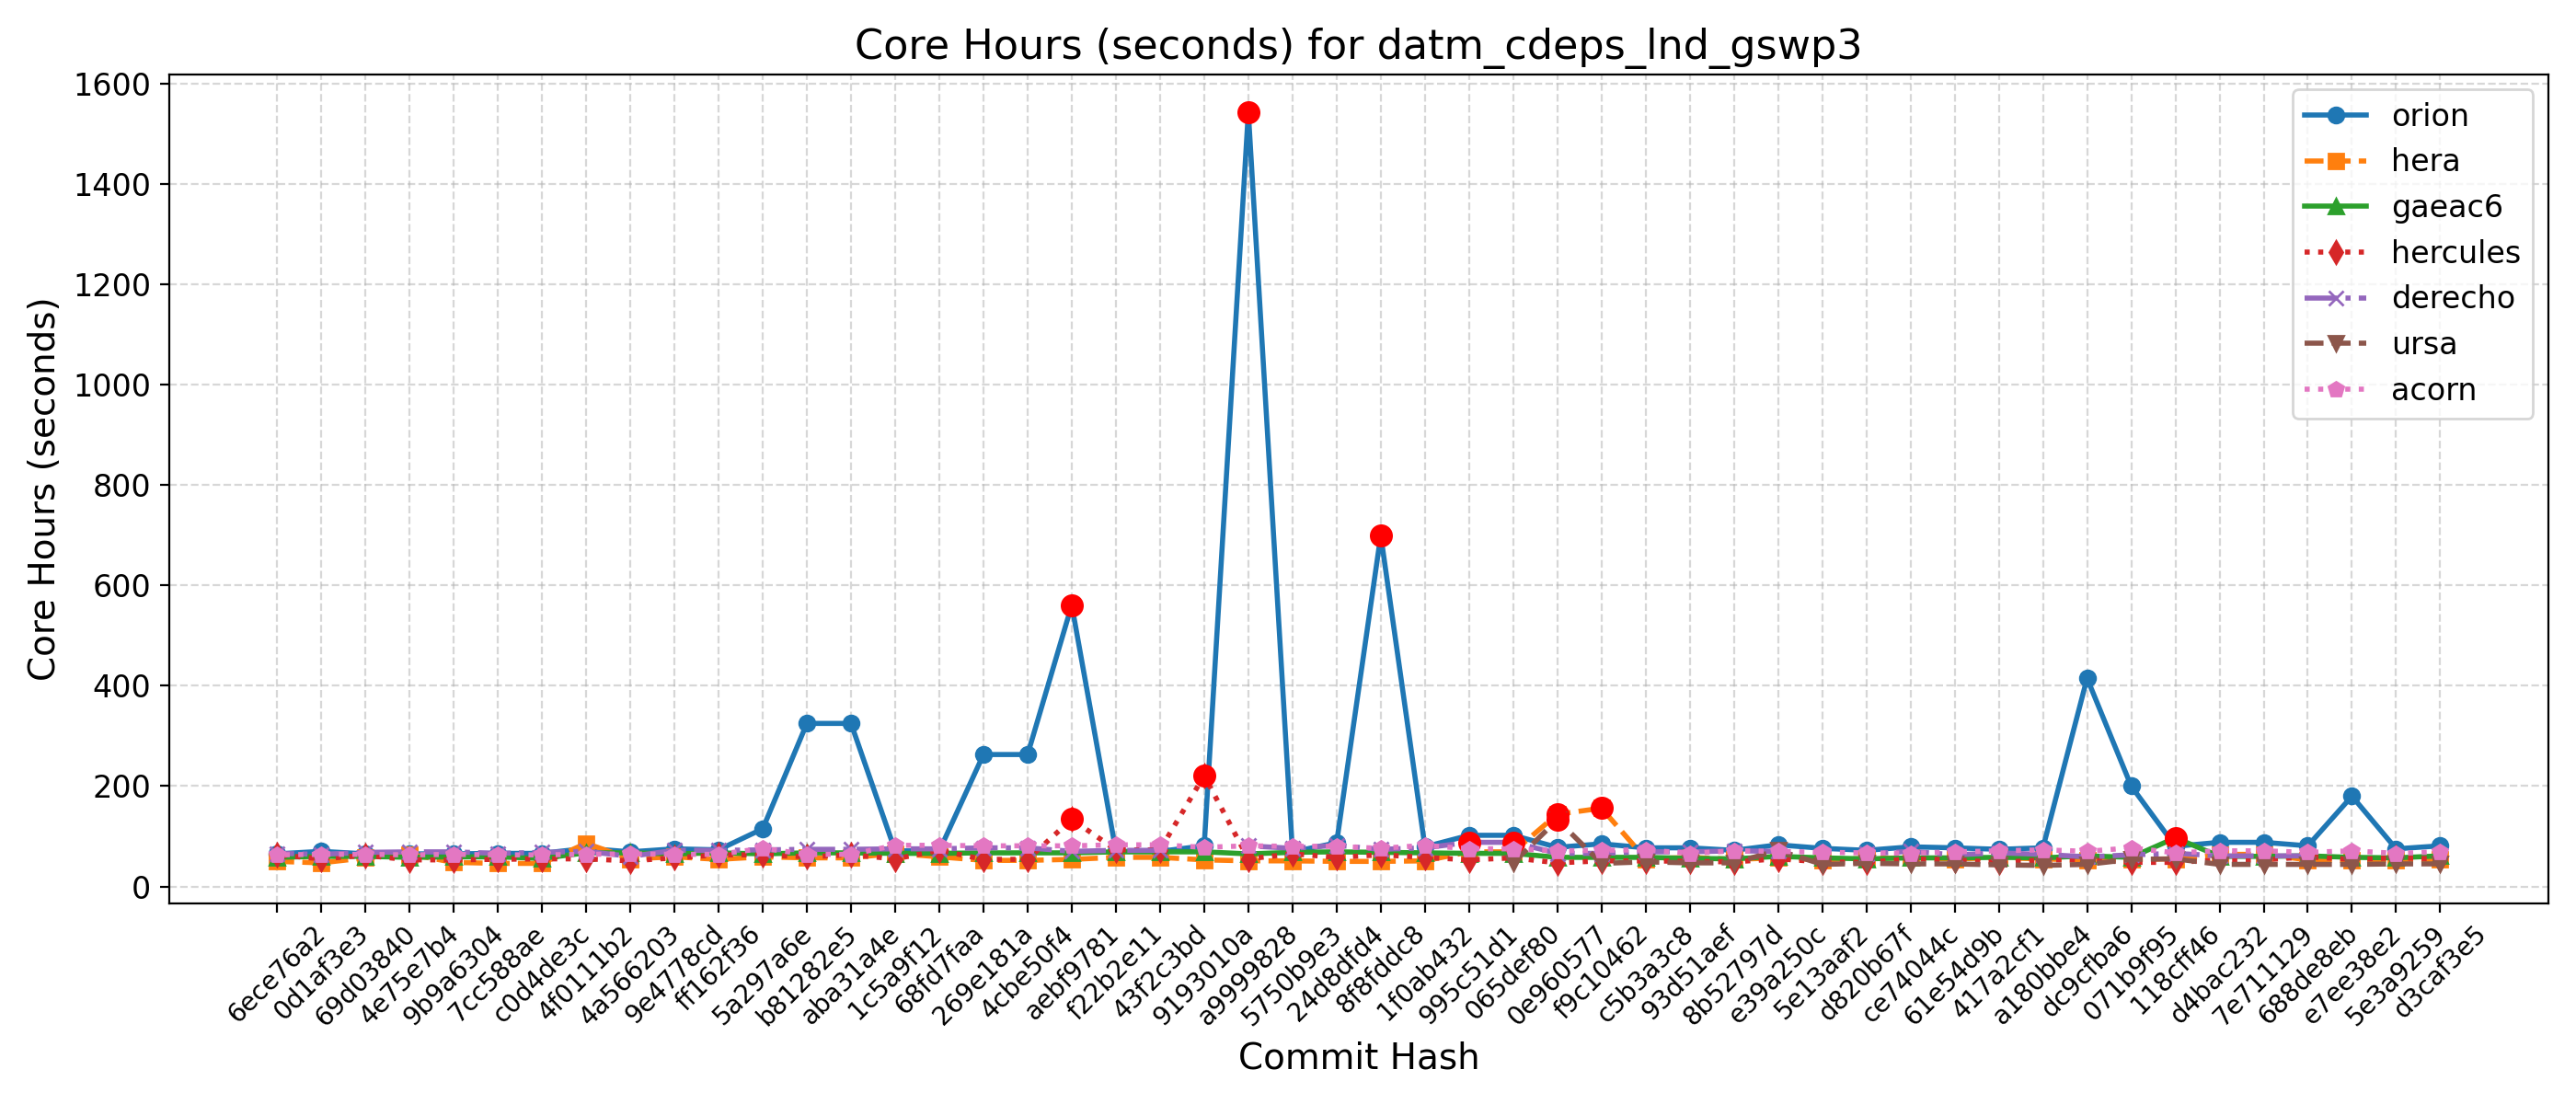 Core Hours (seconds) for datm_cdeps_lnd_gswp3
1600
1400
1200
1000
800
600
400
200
0
Core Hours (seconds)
orion
hera
gaeac6
hercules
derecho
ursa
acorn
6ece76a2
0d1af3e3
69d03840
4e75e7b4
9b9a6304
7cc588ae
c0d4de3c
4f0111b2
4a566203
9e4778cd
ff162f36
5a297a6e
b81282e5
aba31a4e
1c5a9f12
68fd7faa
269e181a
4cbe50f4
aebf9781
f22b2e11
43f2c3bd
9193010a
a9999828
5750b9e3
24d8dfd4
8f8fddc8
1f0ab432
995c51d1
065def80
0e960577
f9c10462
c5b3a3c8
93d51aef
8b52797d
e39a250c
5e13aaf2
d820b67f
ce74044c
61e54d9b
417a2cf1
a180bbe4
dc9cfba6
071b9f95
118cff46
d4bac232
7e711129
688de8eb
e7ee38e2
5e3a9259
d3caf3e5
Commit Hash